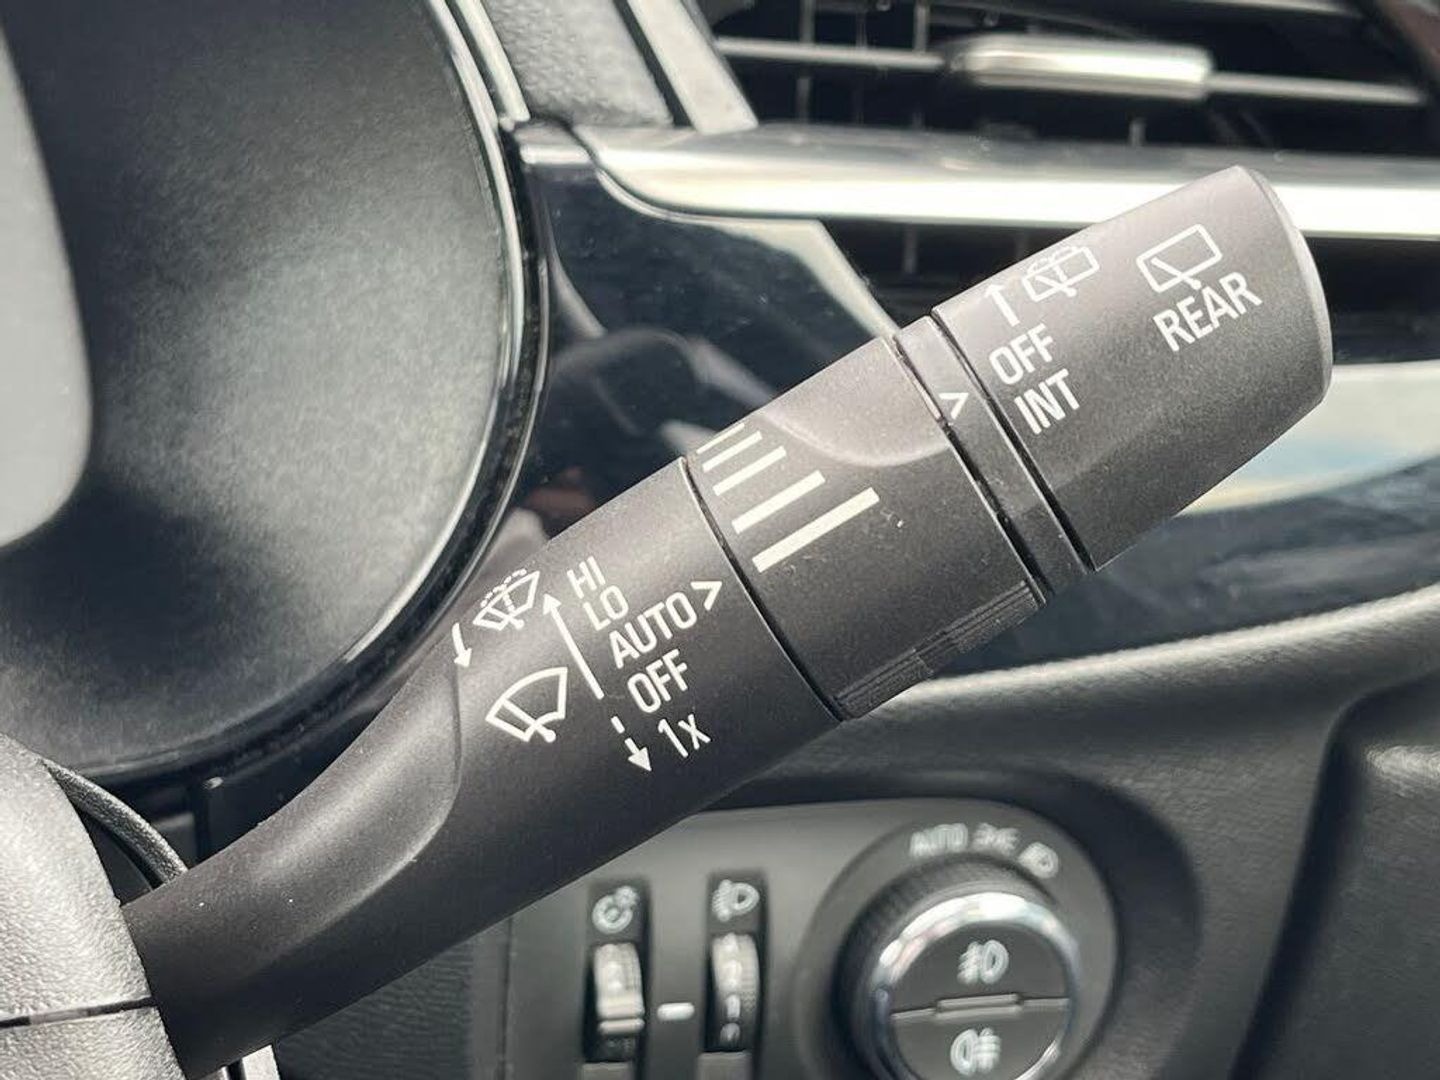 OFF
INT
REAR
HI
LO
AUTO >
OFF
1x
AUTO